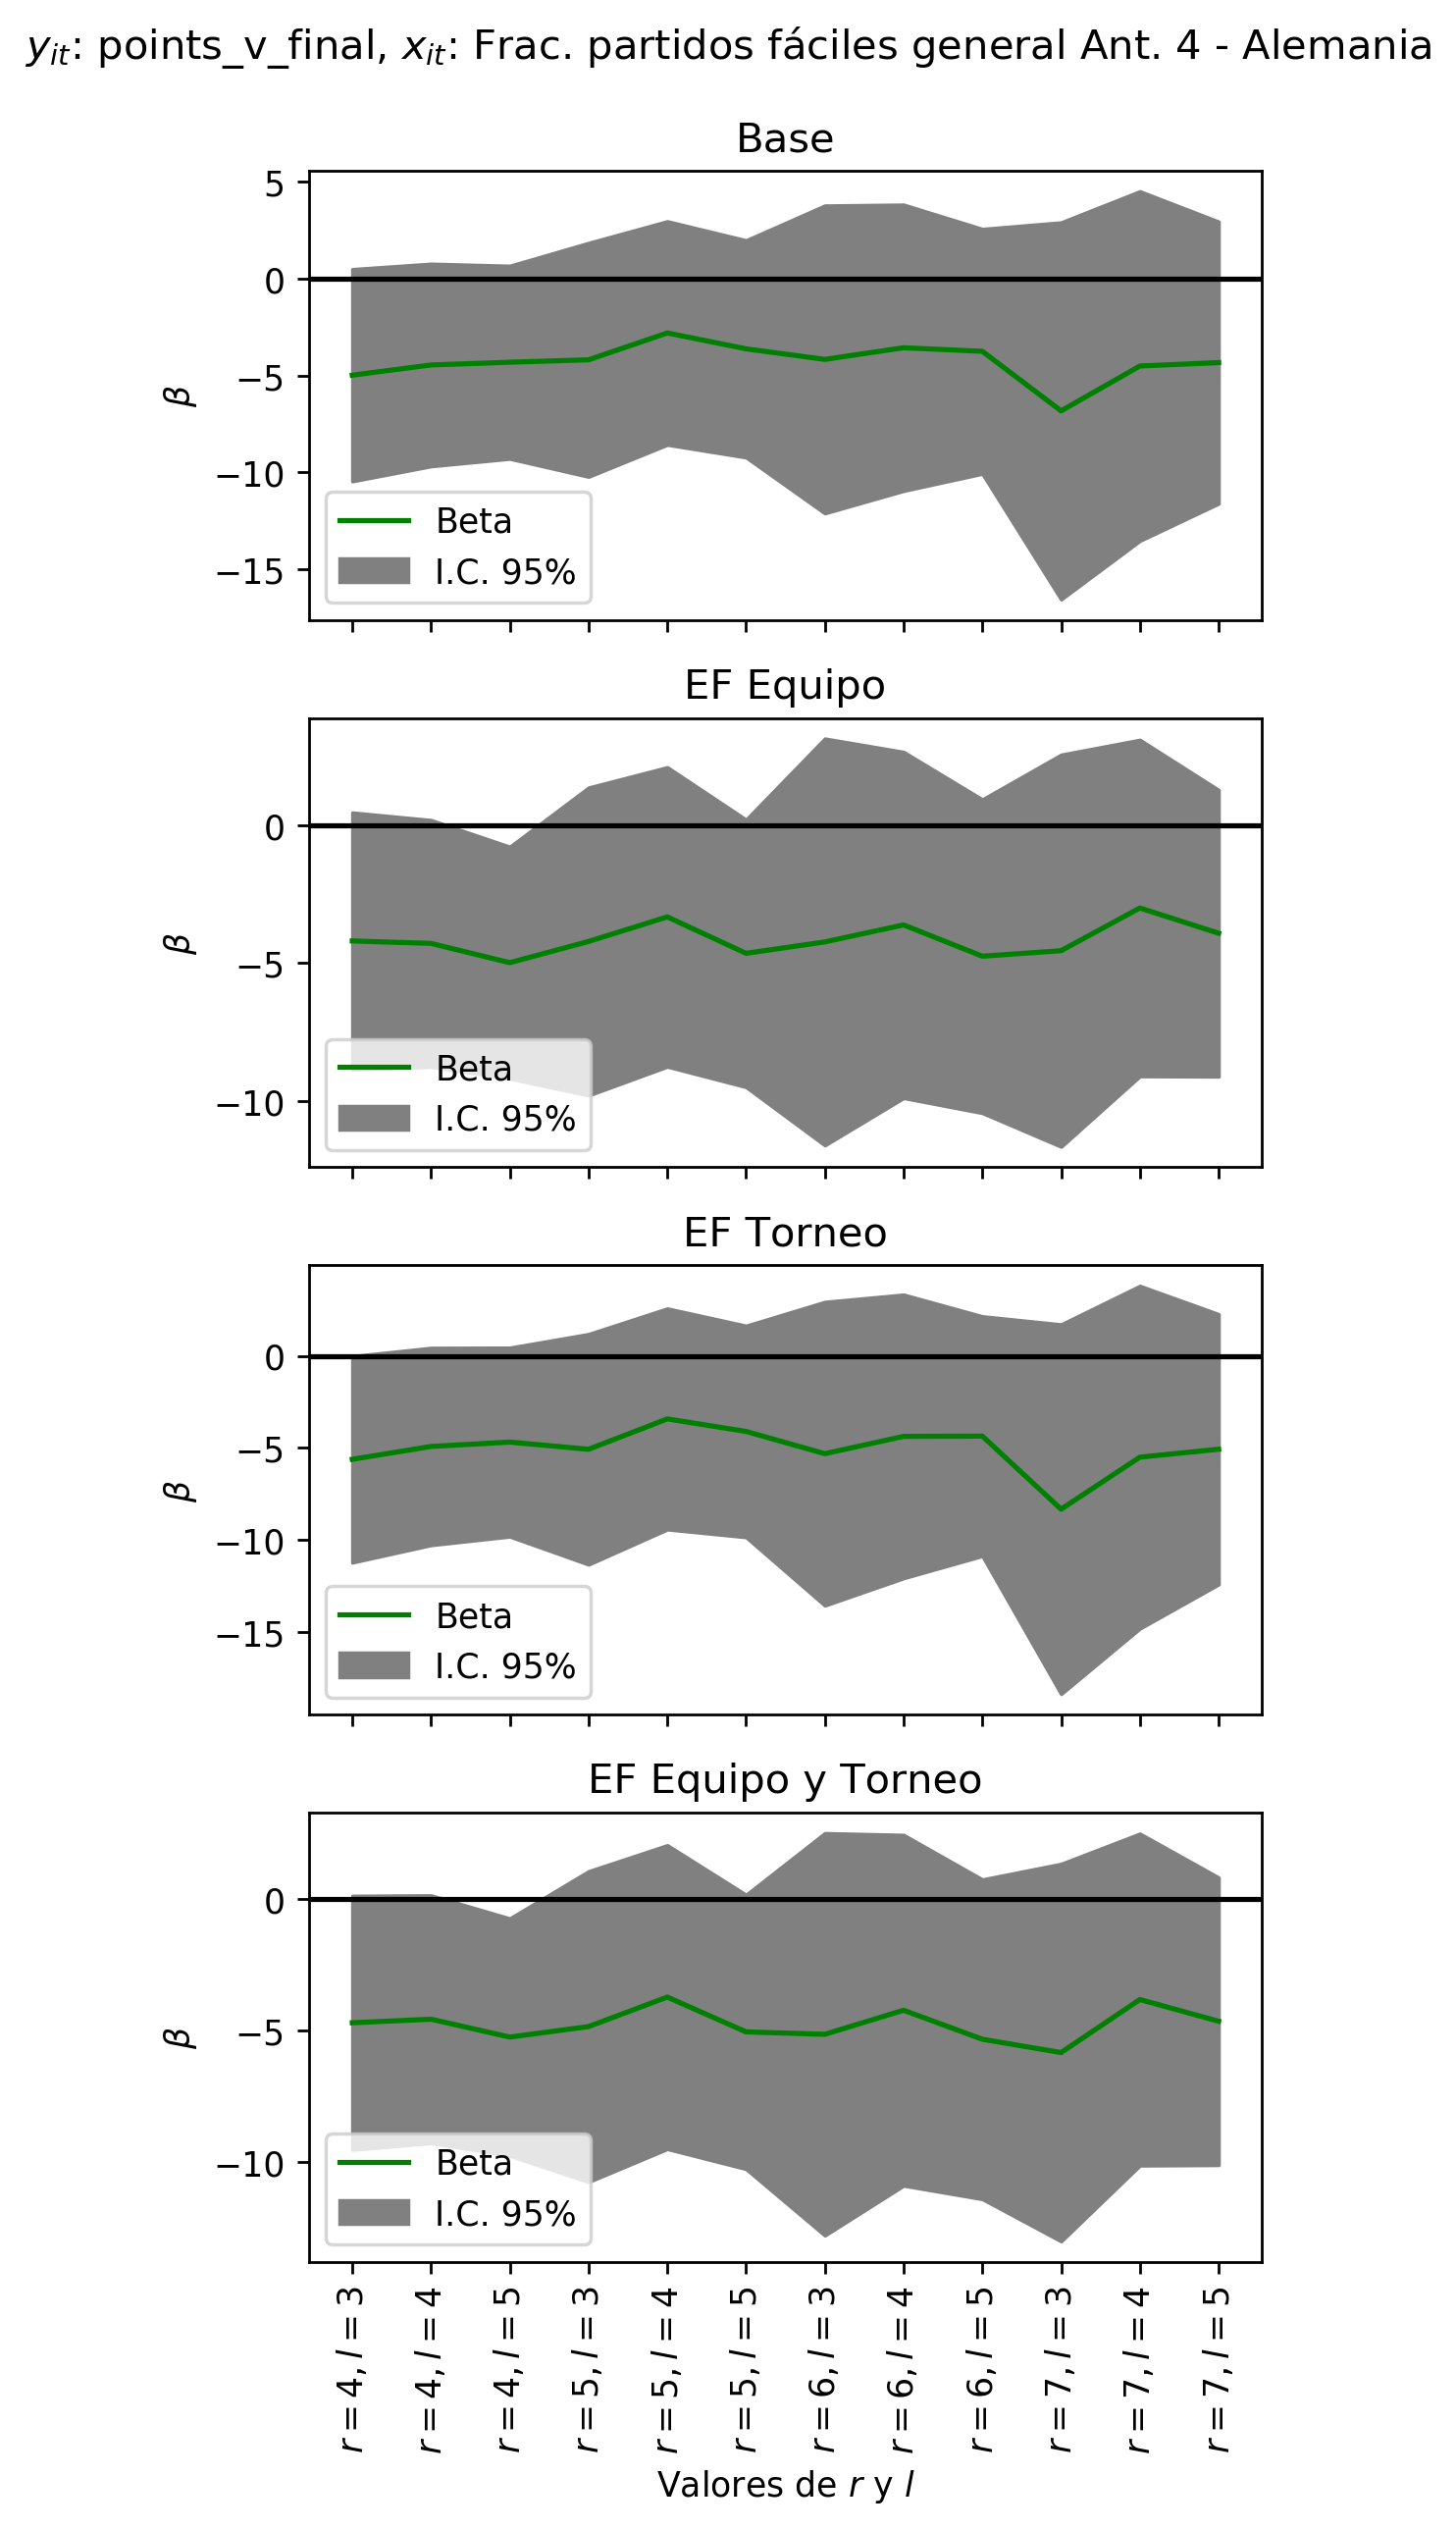 y_it: points_v_final, x_it: Frac. partidos fáciles general Ant. 4 - Alemania
Base
5
0
−5
−10
−15
β
Beta
I.C. 95%
EF Equipo
0
−5
−10
β
Beta
I.C. 95%
EF Torneo
0
−5
−10
−15
β
Beta
I.C. 95%
EF Equipo y Torneo
0
−5
−10
β
Beta
I.C. 95%
r = 4, l = 3
r = 4, l = 4
r = 4, l = 5
r = 5, l = 3
r = 5, l = 4
r = 5, l = 5
r = 6, l = 3
r = 6, l = 4
r = 6, l = 5
r = 7, l = 3
r = 7, l = 4
r = 7, l = 5
Valores de r y l